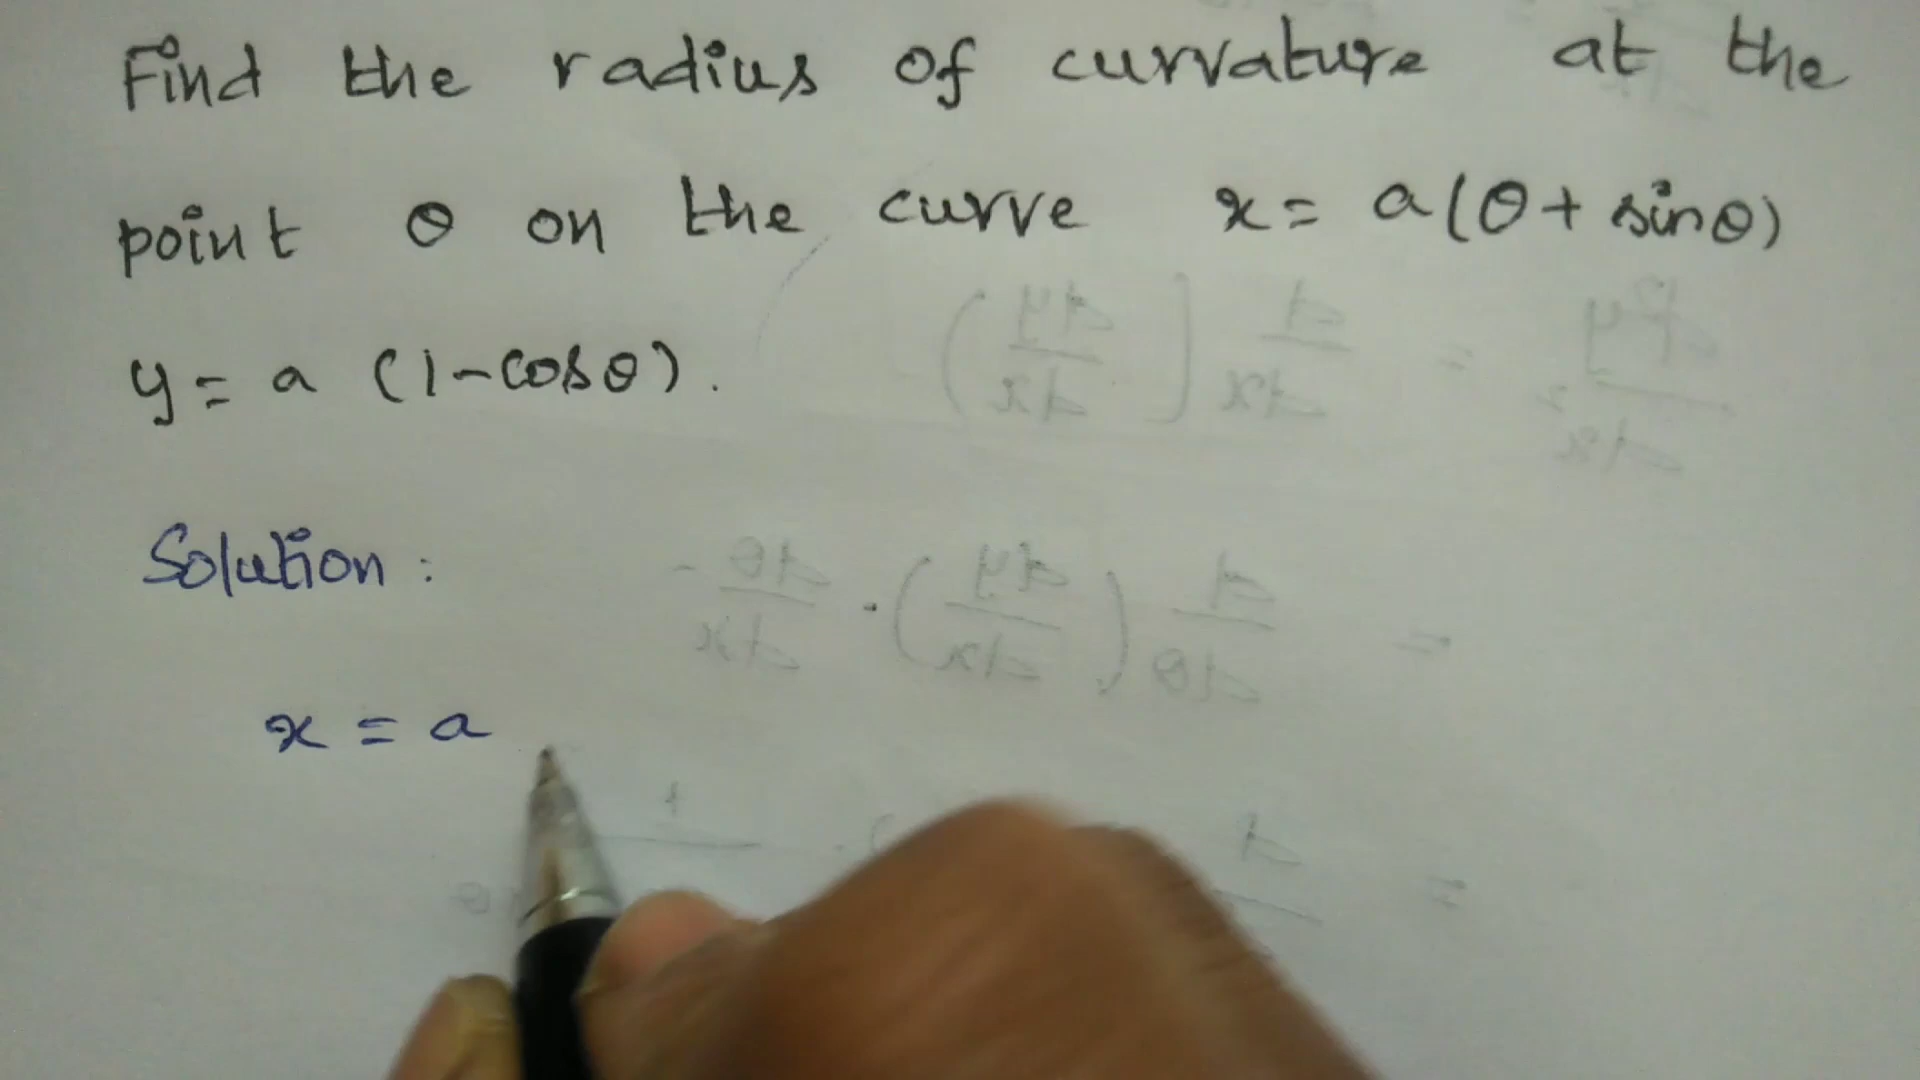 Find the radius of curvature at the
point θ on the curve x = a(θ + sinθ)
y = a (1-cosθ).
Solution :
x = a